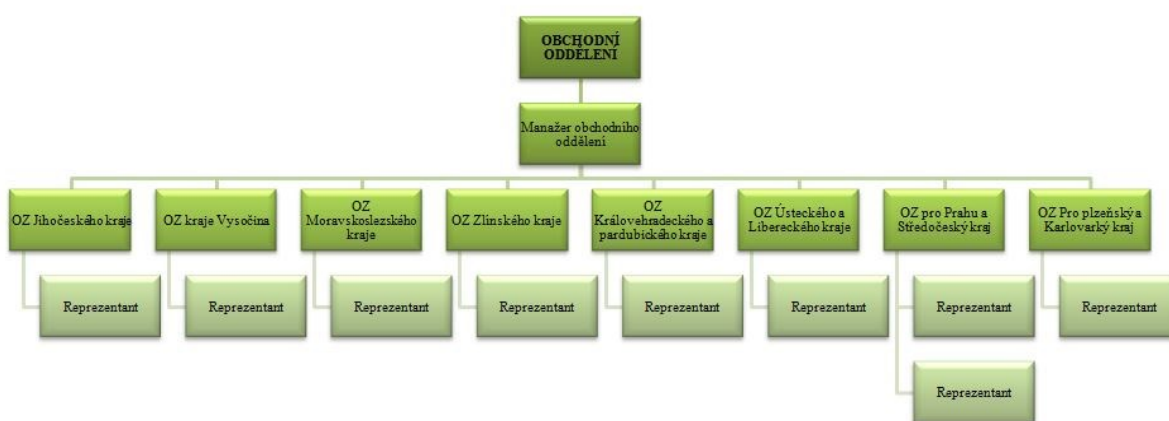 OBCHODNÍ
ODDĚLENÍ
Manažer obchodního
oddělení
OZ Jihočeského kraje
OZ kraje Vysočina
OZ
Moravskoslezského
kraje
OZ Zlínského kraje
OZ
Královehradeckého a
pardubického kraje
OZ Ústeckého a
Libereckého kraje
OZ pro Prahu a
Středočeský kraj
OZ Pro plzeňský a
Karlovarký kraj
Reprezentant
Reprezentant
Reprezentant
Reprezentant
Reprezentant
Reprezentant
Reprezentant
Reprezentant
Reprezentant